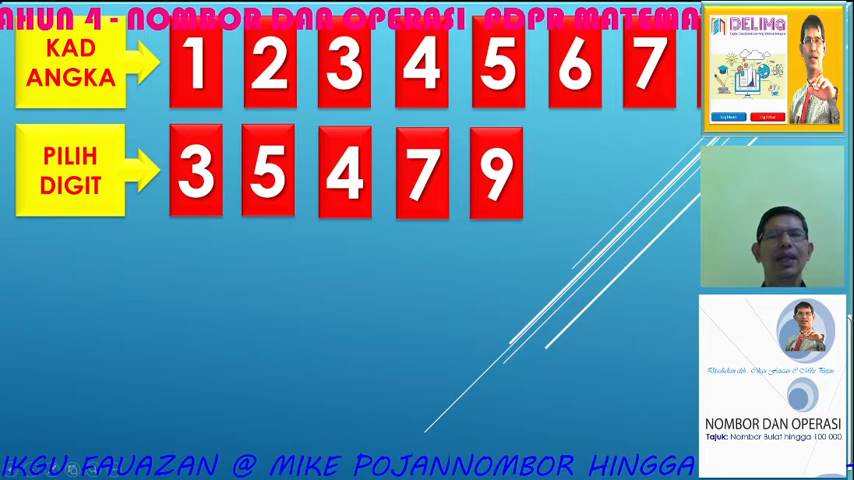 AHUN 4 - NOMBOR DAN OPERASI PDPR MATEMA
KAD
ANGKA
1 2 3 4 5 6 7
PILIH
DIGIT
3 5 4 7 9
DELIMa
NOMBOR DAN OPERASI
Tajuk: Nombor Bulat hingga 100 000
IKGU FAUAZAN @ MIKE POJANNOMBOR HINGGA